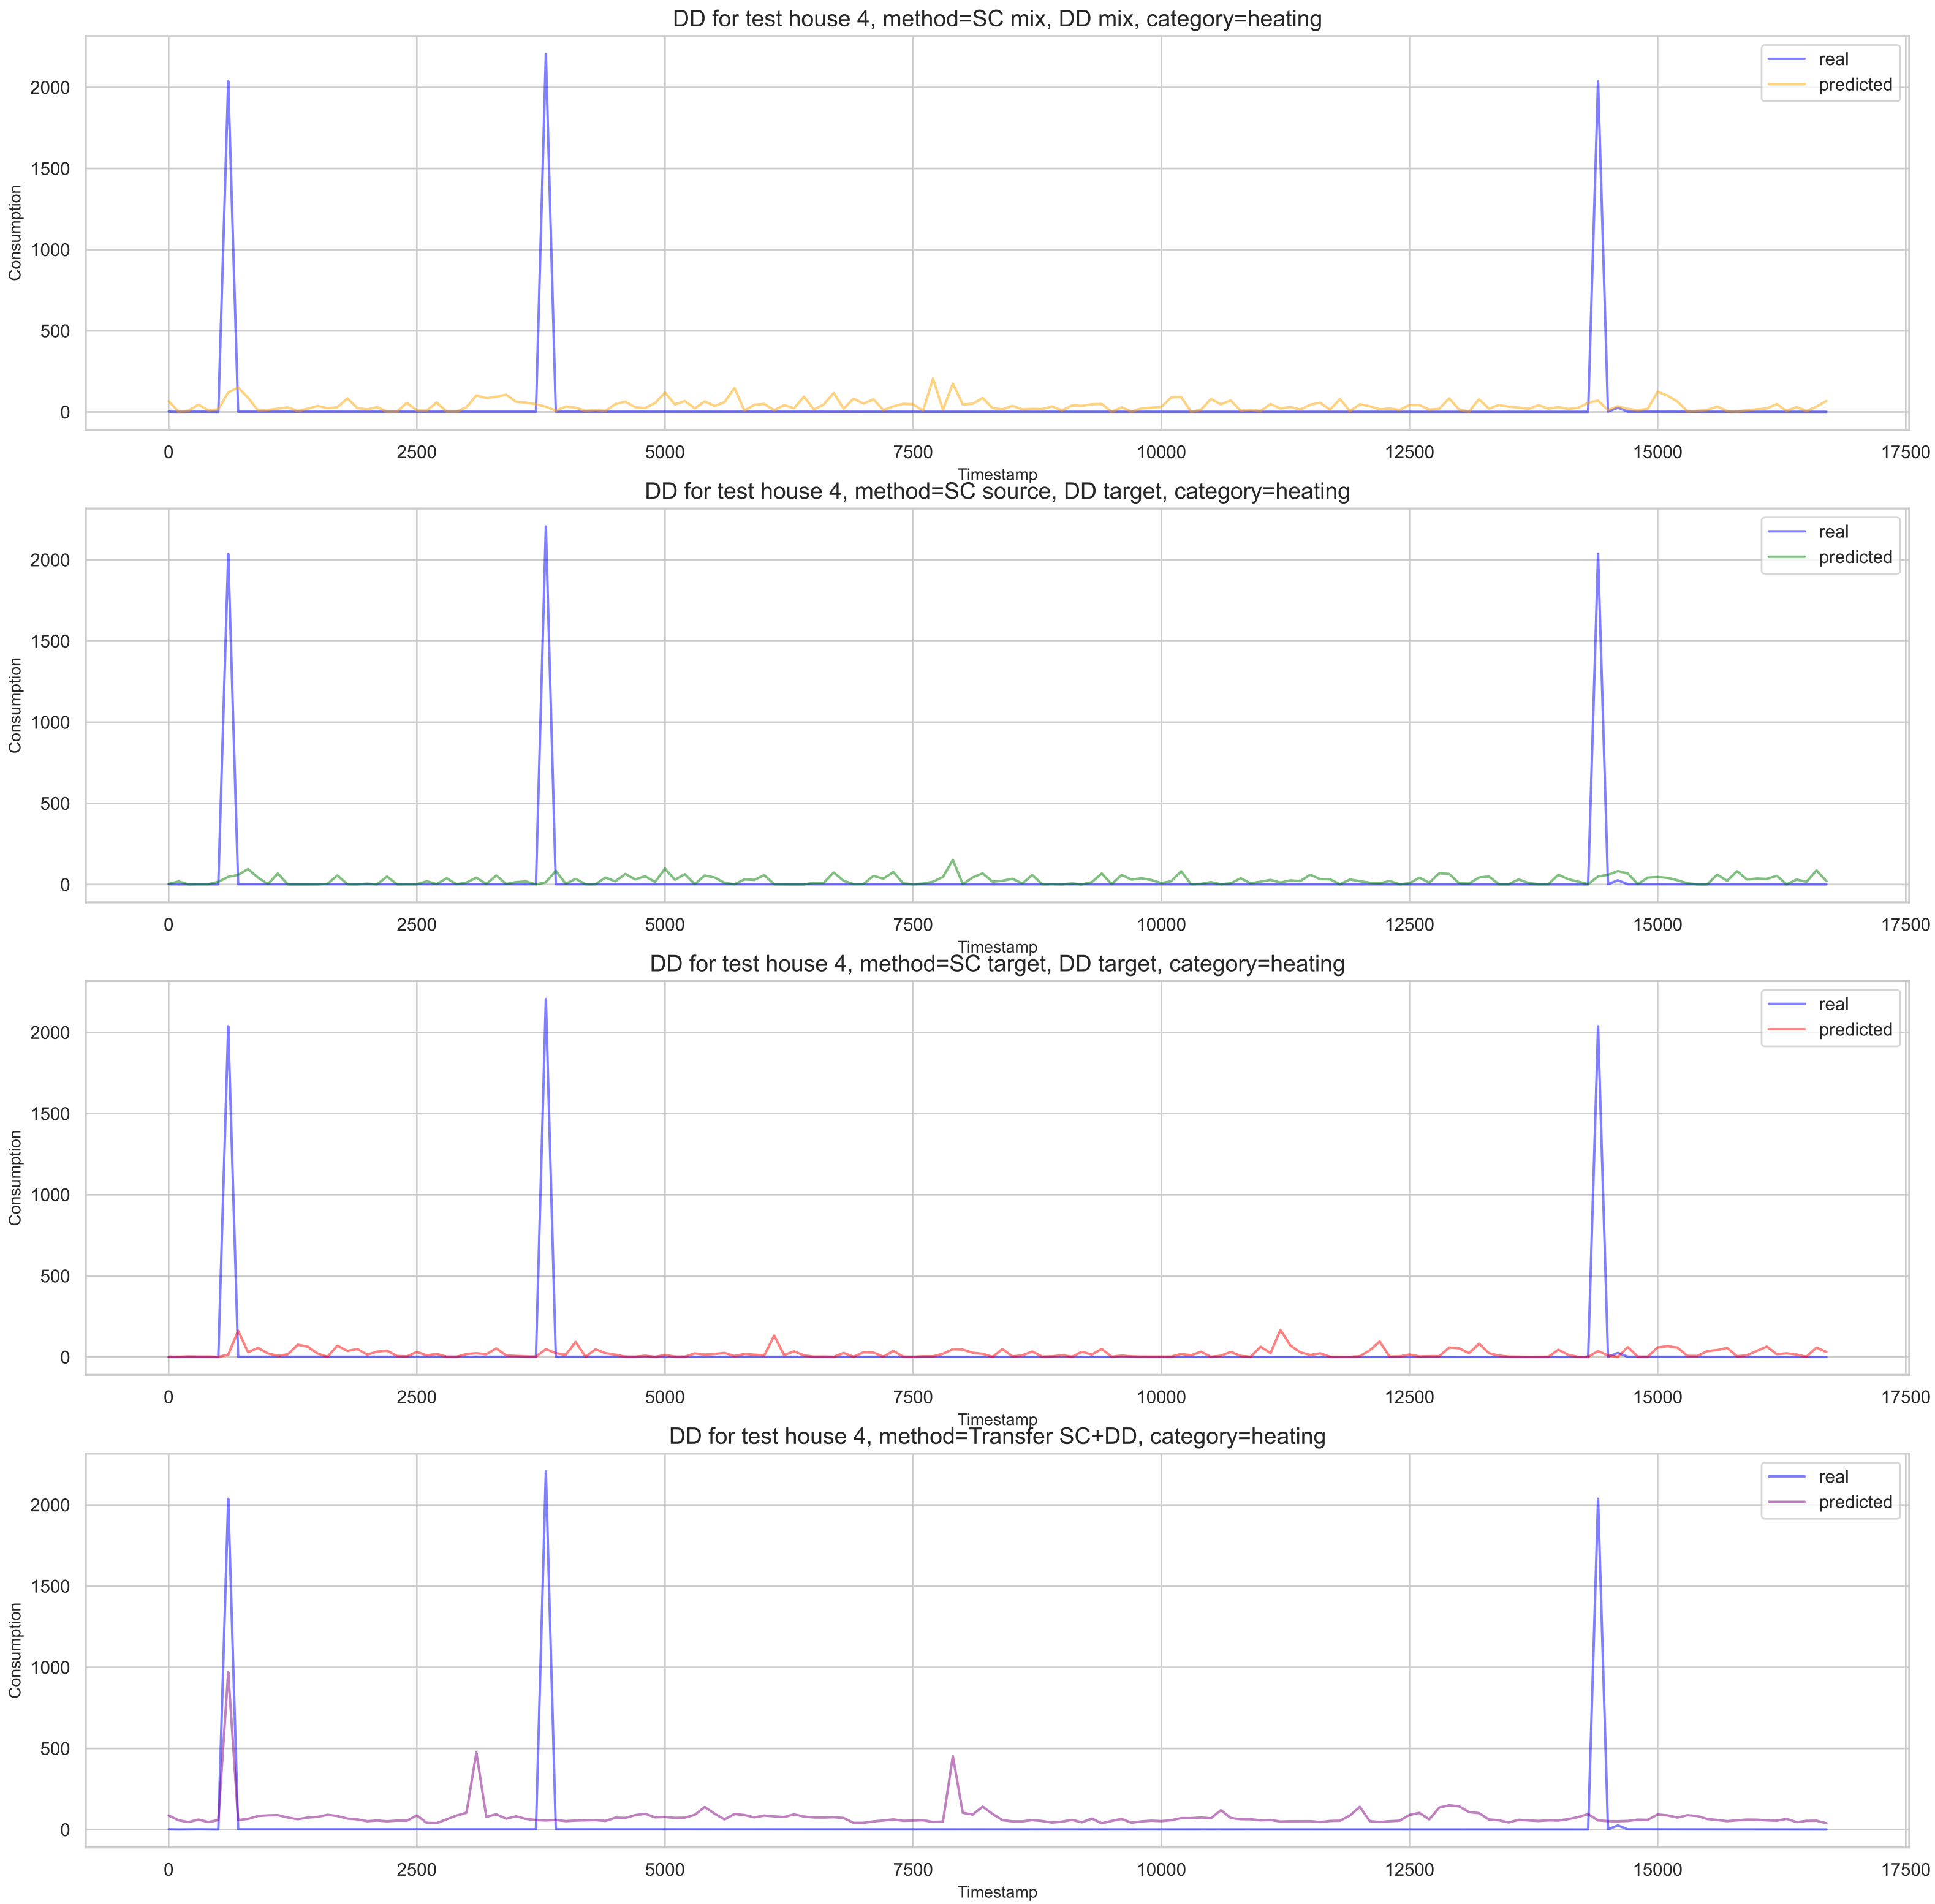 DD for test house 4, method=SC mix, DD mix, category=heating
real
predicted
2000
1500
1000
500
0
Consumption
0 2500 5000 7500 10000 12500 15000 17500
Timestamp
DD for test house 4, method=SC source, DD target, category=heating
real
predicted
2000
1500
1000
500
0
Consumption
0 2500 5000 7500 10000 12500 15000 17500
Timestamp
DD for test house 4, method=SC target, DD target, category=heating
real
predicted
2000
1500
1000
500
0
Consumption
0 2500 5000 7500 10000 12500 15000 17500
Timestamp
DD for test house 4, method=Transfer SC+DD, category=heating
real
predicted
2000
1500
1000
500
0
Consumption
0 2500 5000 7500 10000 12500 15000 17500
Timestamp